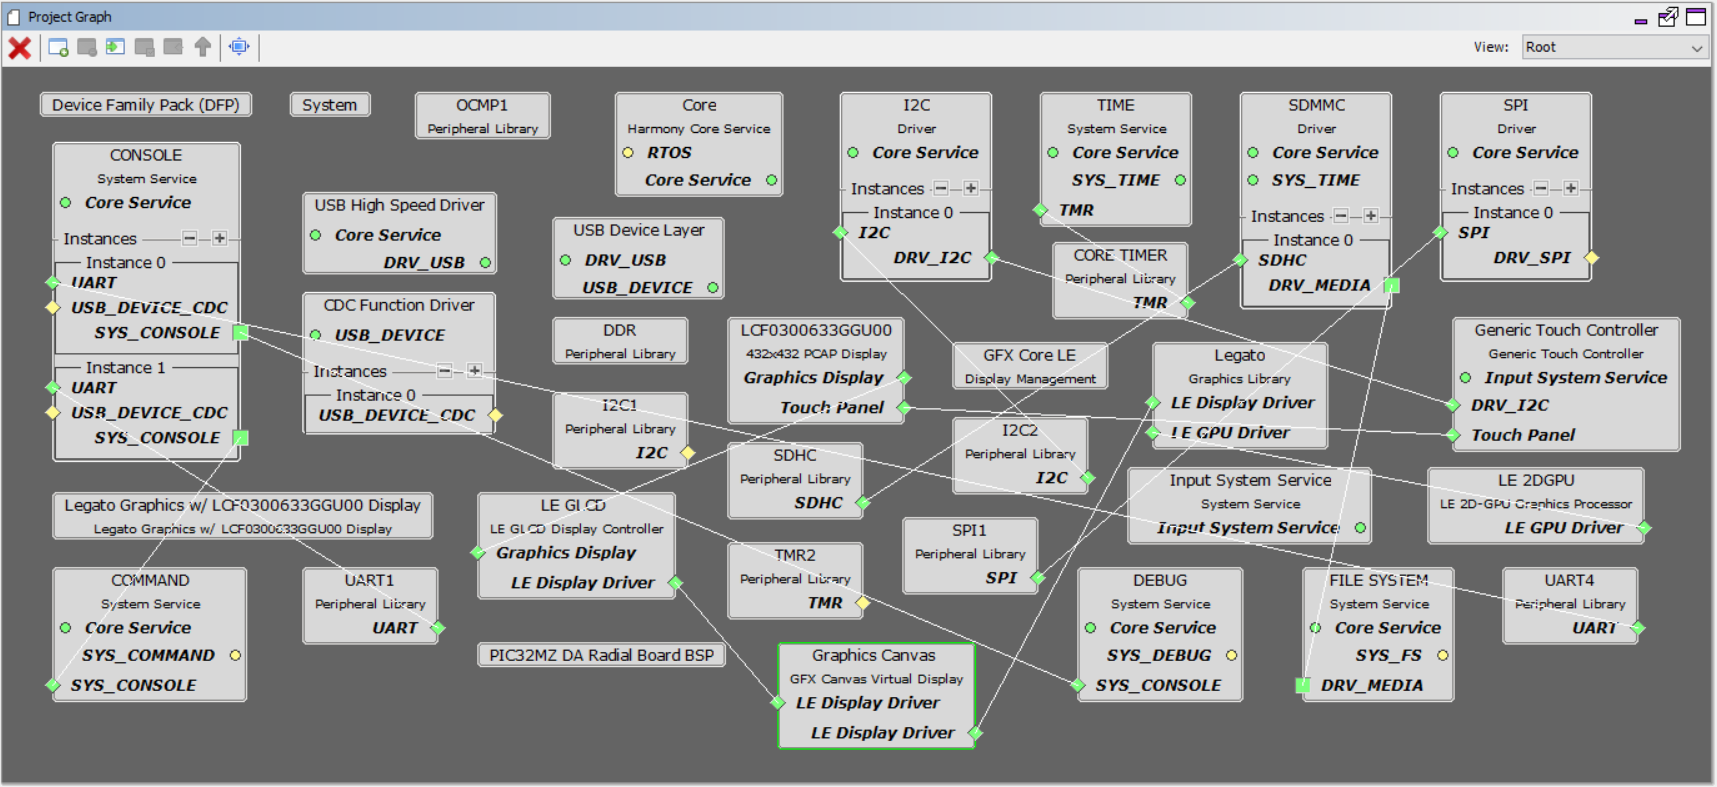 Project Graph
View:
Root
Device Family Pack (DFP)
System
OCMP1
Peripheral Library
Core
Harmony Core Service
RTOS
Core Service
I2C
Driver
Core Service
Instances
Instance 0
I2C
DRV_I2C
TIME
System Service
Core Service
SYS_TIME
TMR
SDMMC
Driver
Core Service
SYS_TIME
Instances
Instance 0
SDHC
DRV_MEDIA
SPI
Driver
Core Service
Instances
Instance 0
SPI
DRV_SPI
CONSOLE
System Service
Core Service
Instances
Instance 0
UART
USB_DEVICE_CDC
SYS_CONSOLE
Instance 1
UART
USB_DEVICE_CDC
SYS_CONSOLE
USB High Speed Driver
Core Service
DRV_USB
USB Device Layer
DRV_USB
USB_DEVICE
CORE TIMER
Peripheral Library
TMR
CDC Function Driver
USB_DEVICE
Instances
Instance 0
USB_DEVICE_CDC
DDR
Peripheral Library
LCF0300633GGU00
432x432 PCAP Display
Graphics Display
Touch Panel
GFX Core LE
Display Management
Legato
Graphics Library
LE Display Driver
LE GPU Driver
Generic Touch Controller
Generic Touch Controller
Input System Service
DRV_I2C
Touch Panel
I2C1
Peripheral Library
I2C
SDHC
Peripheral Library
SDHC
I2C2
Peripheral Library
I2C
Input System Service
System Service
Input System Service
LE 2DGPU
LE 2D-GPU Graphics Processor
LE GPU Driver
Legato Graphics w/ LCF0300633GGU00 Display
Legato Graphics w/ LCF0300633GGU00 Display
LE GLCD
LE GLCD Display Controller
Graphics Display
LE Display Driver
SPI1
Peripheral Library
SPI
TMR2
Peripheral Library
TMR
COMMAND
System Service
Core Service
SYS_COMMAND
SYS_CONSOLE
UART1
Peripheral Library
UART
PIC32MZ DA Radial Board BSP
Graphics Canvas
GFX Canvas Virtual Display
LE Display Driver
LE Display Driver
DEBUG
System Service
Core Service
SYS_DEBUG
SYS_CONSOLE
FILE SYSTEM
System Service
Core Service
SYS_FS
DRV_MEDIA
UART4
Peripheral Library
UART